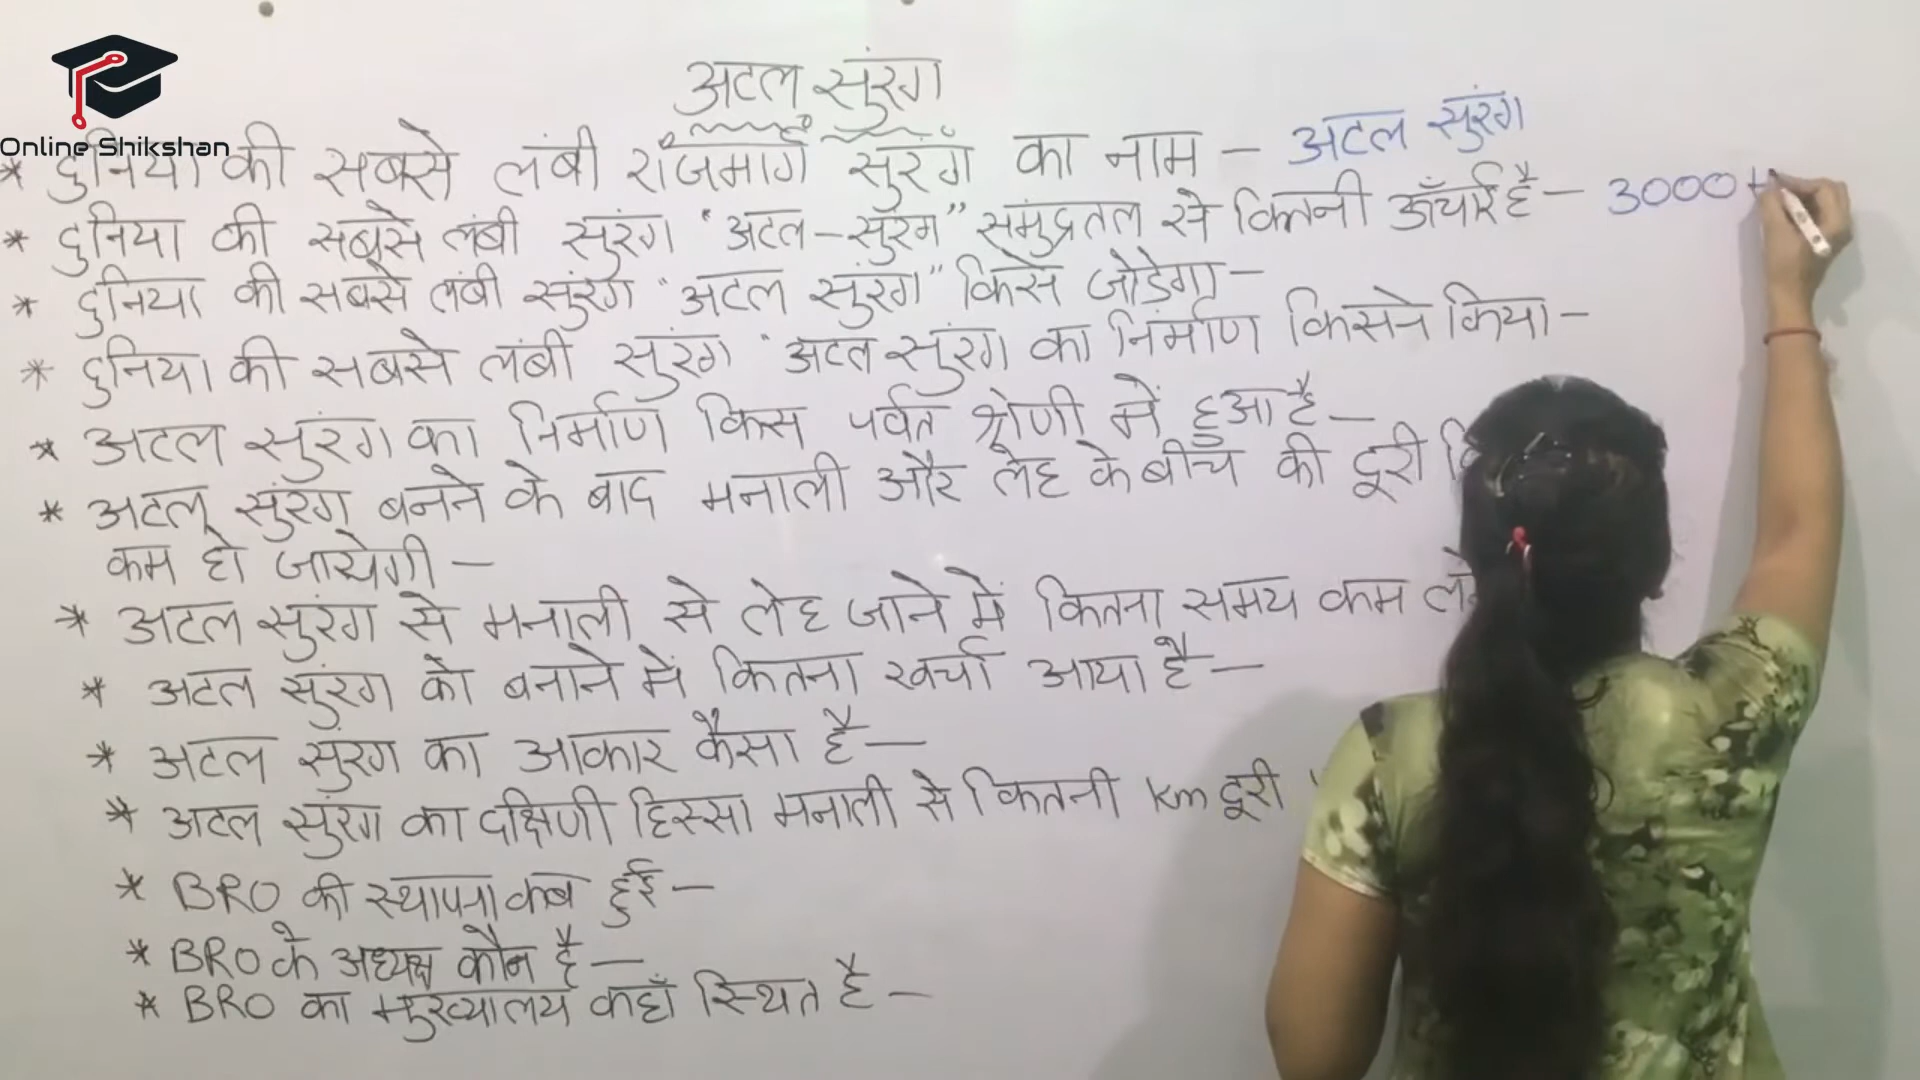 Online Shikshan
अटल सुरंग
* दुनिया की सबसे लंबी राजमार्ग सुरंग का नाम - अटल सुरंग
* दुनिया की सबसे लंबी सुरंग "अटल-सुरंग" समुंद्रतल से कितनी ऊँचाई है - 3000
* दुनिया की सबसे लंबी सुरंग "अटल सुरंग" किसे जोड़ेगा -
* दुनिया की सबसे लंबी सुरंग "अटल सुरंग का निर्माण किसने किया -
* अटल सुरंग का निर्माण किस पर्वत श्रेणी में हुआ है -
* अटल सुरंग बनने के बाद मनाली और लेह के बीच की दूरी
कम हो जायेगी -
* अटल सुरंग से मनाली से लेह जाने में कितना समय कम
* अटल सुरंग को बनाने में कितना खर्चा आया है -
* अटल सुरंग का आकार कैसा है -
* अटल सुरंग का दक्षिणी हिस्सा मनाली से कितनी km दूरी
* BRO की स्थापना कब हुई -
* BRO के अध्यक्ष कौन है -
* BRO का मुख्यालय कहाँ स्थित है -